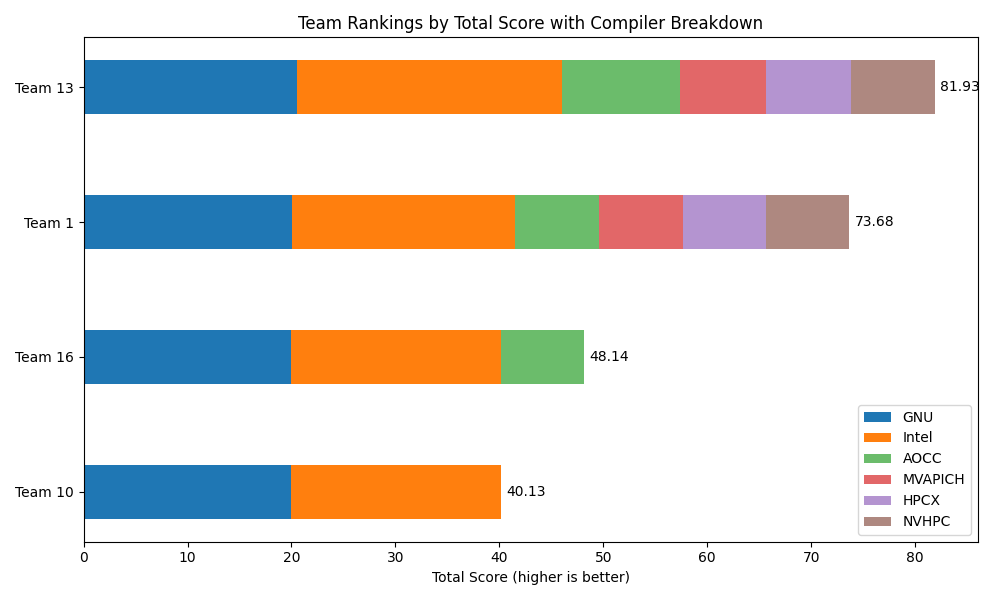 Team Rankings by Total Score with Compiler Breakdown
Team 13
81.93
Team 1
73.68
Team 16
48.14
Team 10
40.13
GNU
Intel
AOCC
MVAPICH
HPCX
NVHPC
0 10 20 30 40 50 60 70 80
Total Score (higher is better)